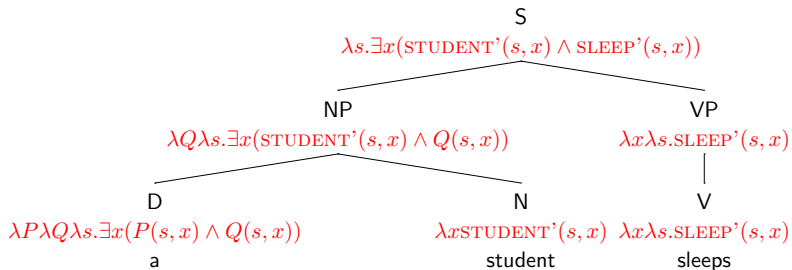 S
λs.∃x(STUDENT’(s, x) ∧ SLEEP’(s, x))
NP VP
λQλs.∃x(STUDENT’(s, x) ∧ Q(s, x)) λxλs.SLEEP’(s, x)
D N V
λPλQλs.∃x(P(s, x) ∧ Q(s, x)) λxSTUDENT’(s, x) λxλs.SLEEP’(s, x)
a student sleeps